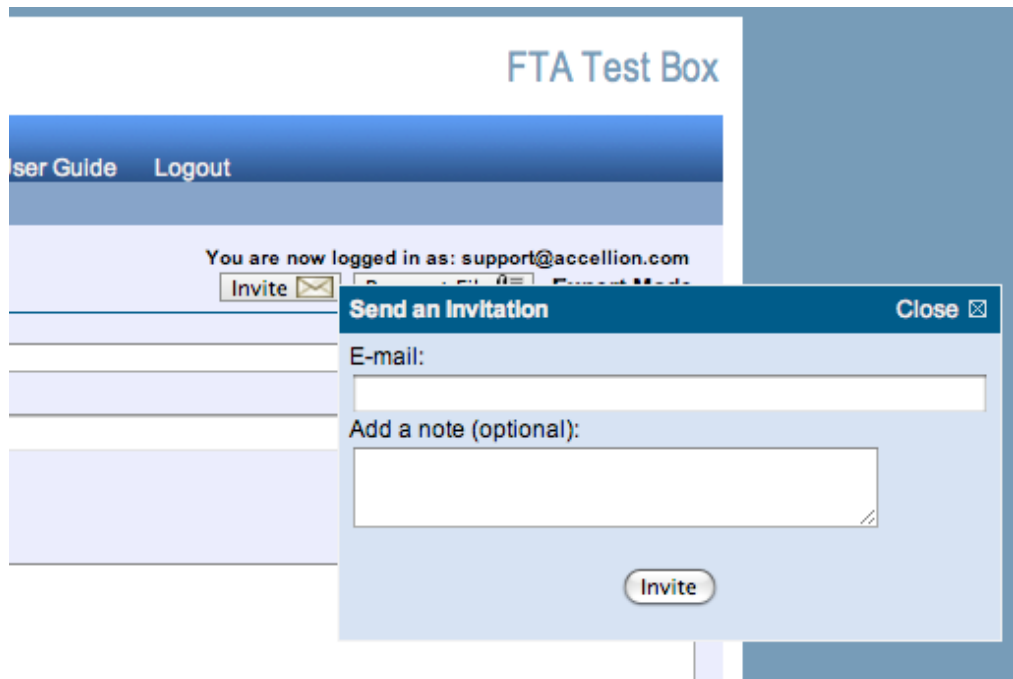 FTA Test Box
User Guide Logout
You are now logged in as: support@accellion.com
Invite
Send an Invitation Close
E-mail:
Add a note (optional):
Invite